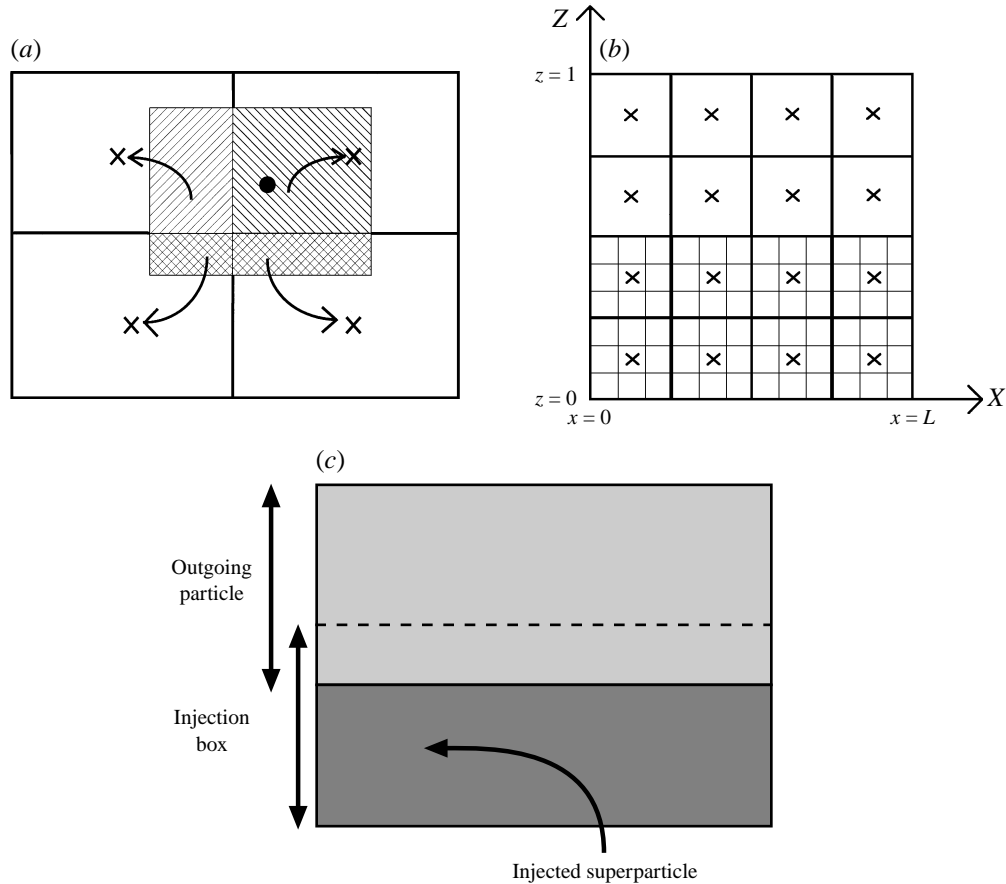 (a)
(b)
Z
z = 1
z = 0
x = 0
x = L
X
(c)
Outgoing
particle
Injection
box
Injected superparticle